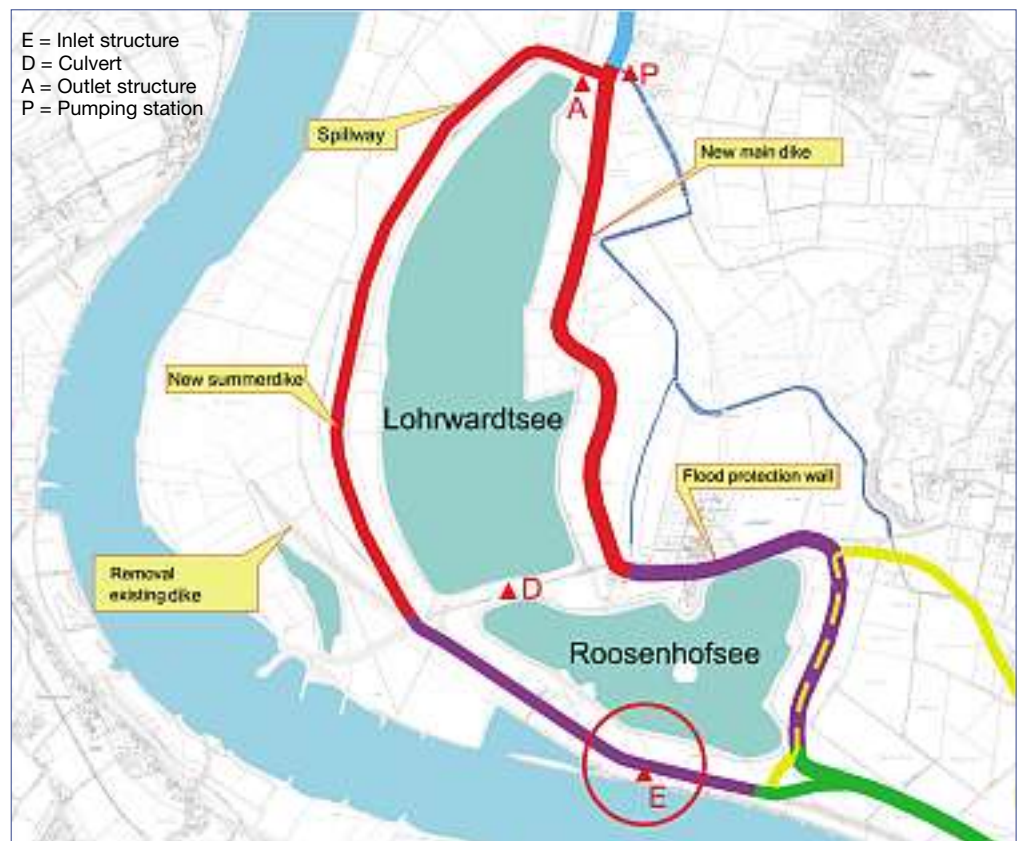 E = Inlet structure
D = Culvert
A = Outlet structure
P = Pumping station
P
A
Spillway
New main dike
New summerdike
Lohrwardtsee
Flood protection wall
Removal
existing dike
D
Roosenhofsee
E